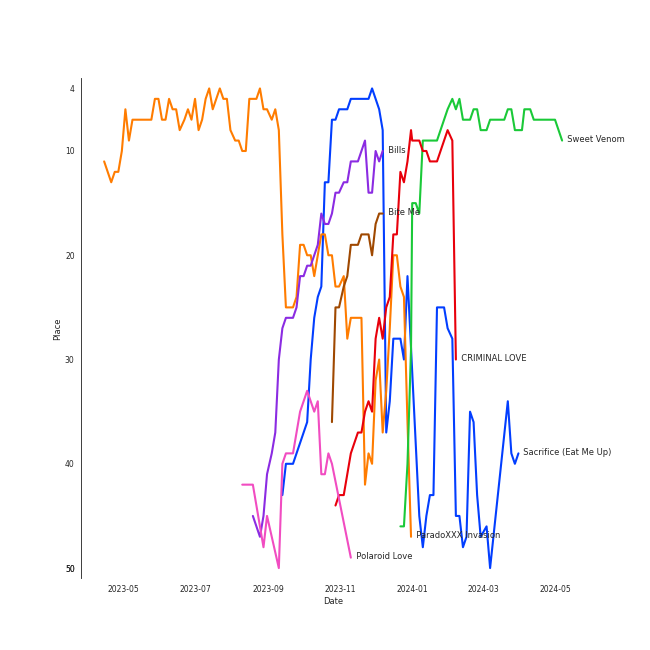 4
10
20
30
40
50
Place
Sweet Venom
Bills
Bite Me
CRIMINAL LOVE
Sacrifice (Eat Me Up)
ParadoXXX Invasion
Polaroid Love
2023-05 2023-07 2023-09 2023-11 2024-01 2024-03 2024-05
Date